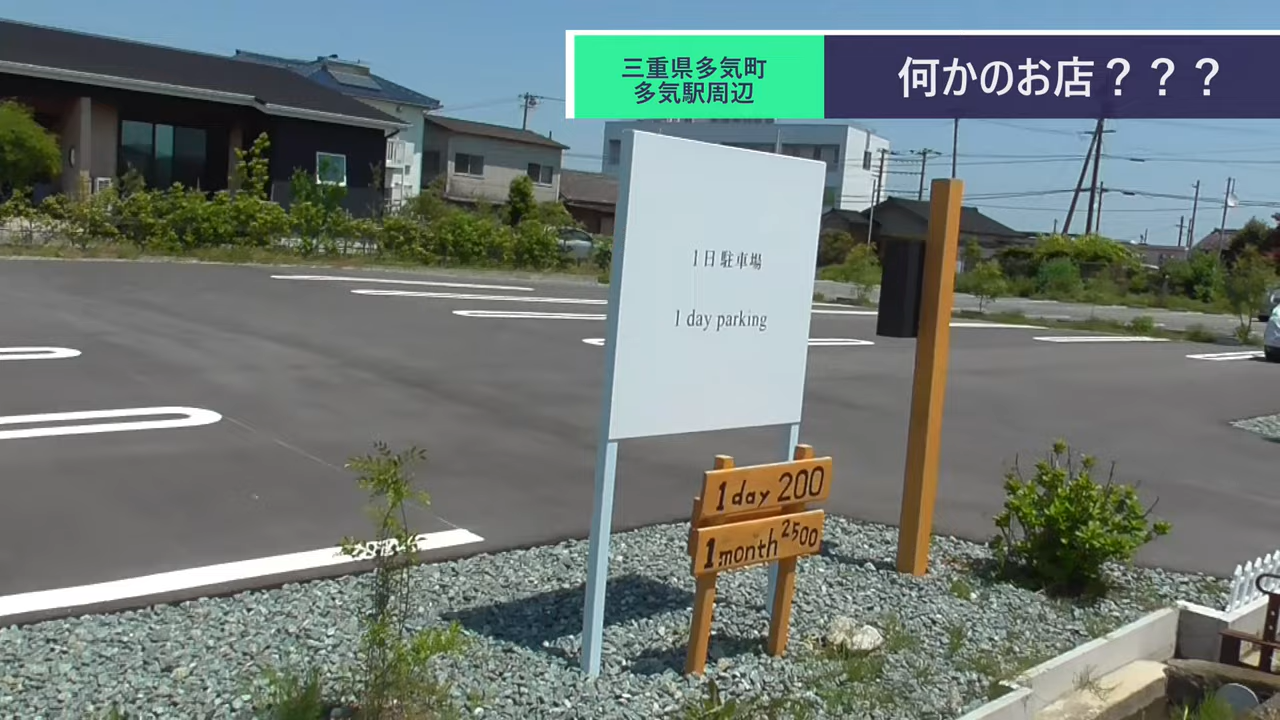 三重県多気町
多気駅周辺
何かのお店？？？
1日駐車場
1 day parking
1 day 200
1 month 2500